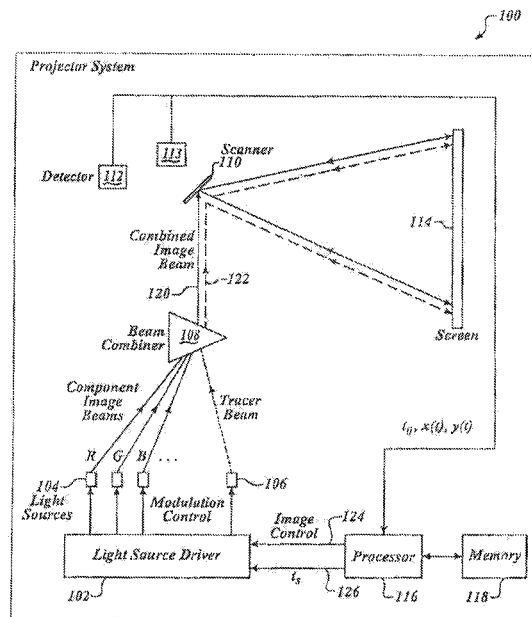 100
Projector System
Scanner
110
113
Detector
112
114
Combined
Image
Beam
120
122
Beam
Combiner
108
Screen
Component
Image
Beams
Tracer
Beam
R G B ...
t₀, x(t), y(t)
104
Light
Sources
Modulation
Control
106
Image
Control
124
Light Source Driver
Processor
Memory
tₛ
102
126
116
118